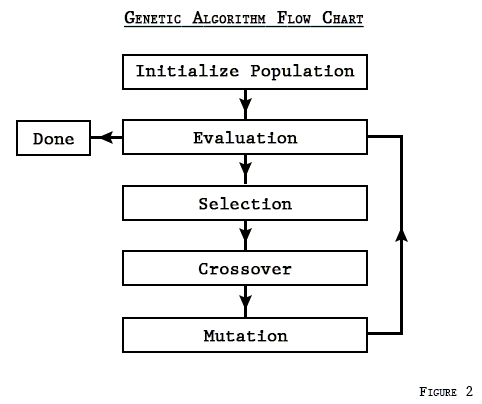 Genetic Algorithm Flow Chart
Initialize Population
Done
Evaluation
Selection
Crossover
Mutation
Figure 2